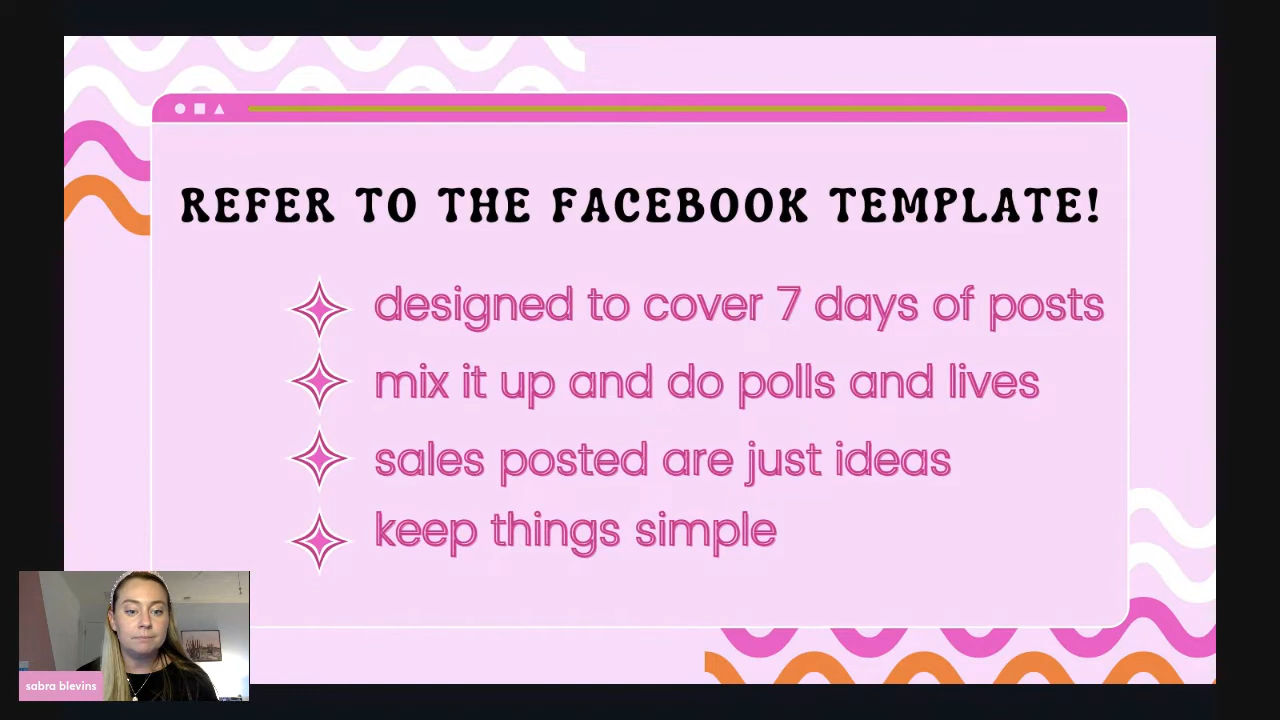 REFER TO THE FACEBOOK TEMPLATE!
designed to cover 7 days of posts
mix it up and do polls and lives
sales posted are just ideas
keep things simple
sabra blevins